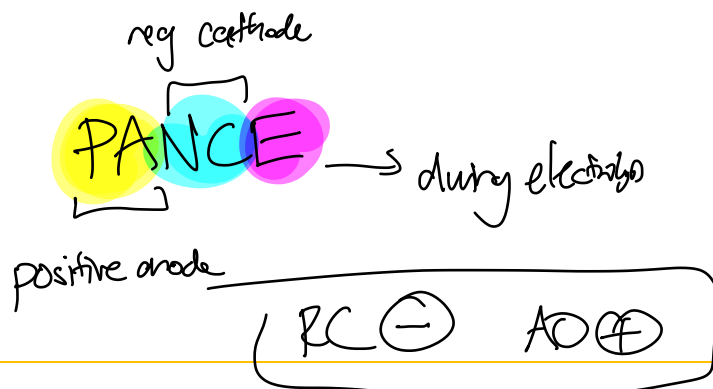 neg cathode
PANCE
→ during electrolysis
positive anode
RC ⊖ AO ⊕